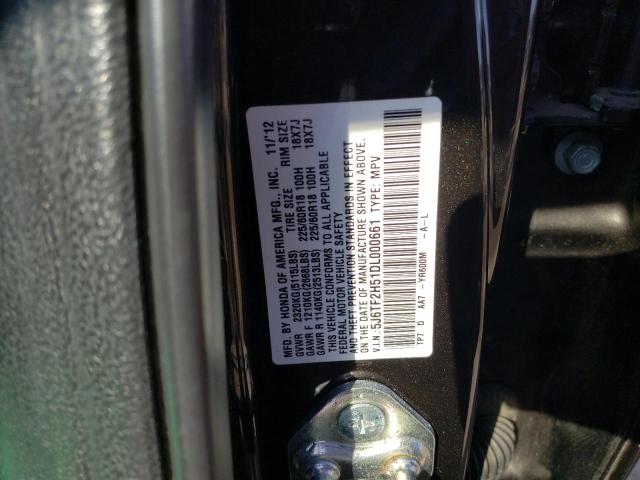 MFD. BY HONDA OF AMERICA MFG., INC. 11/'12
TIRE SIZE RIM SIZE
GVWR 2320KG(5115LBS)
GAWR F 1210KG(2668LBS) 225/60R18 100H 18X7J
GAWR R 1140KG(2513LBS) 225/60R18 100H 18X7J
THIS VEHICLE CONFORMS TO ALL APPLICABLE
FEDERAL MOTOR VEHICLE SAFETY
AND THEFT PREVENTION STANDARDS IN EFFECT
ON THE DATE OF MANUFACTURE SHOWN ABOVE.
V.I.N.:5J6TF2H51DL000661 TYPE: MPV
TP7 D AA7 -YR600M -A-L